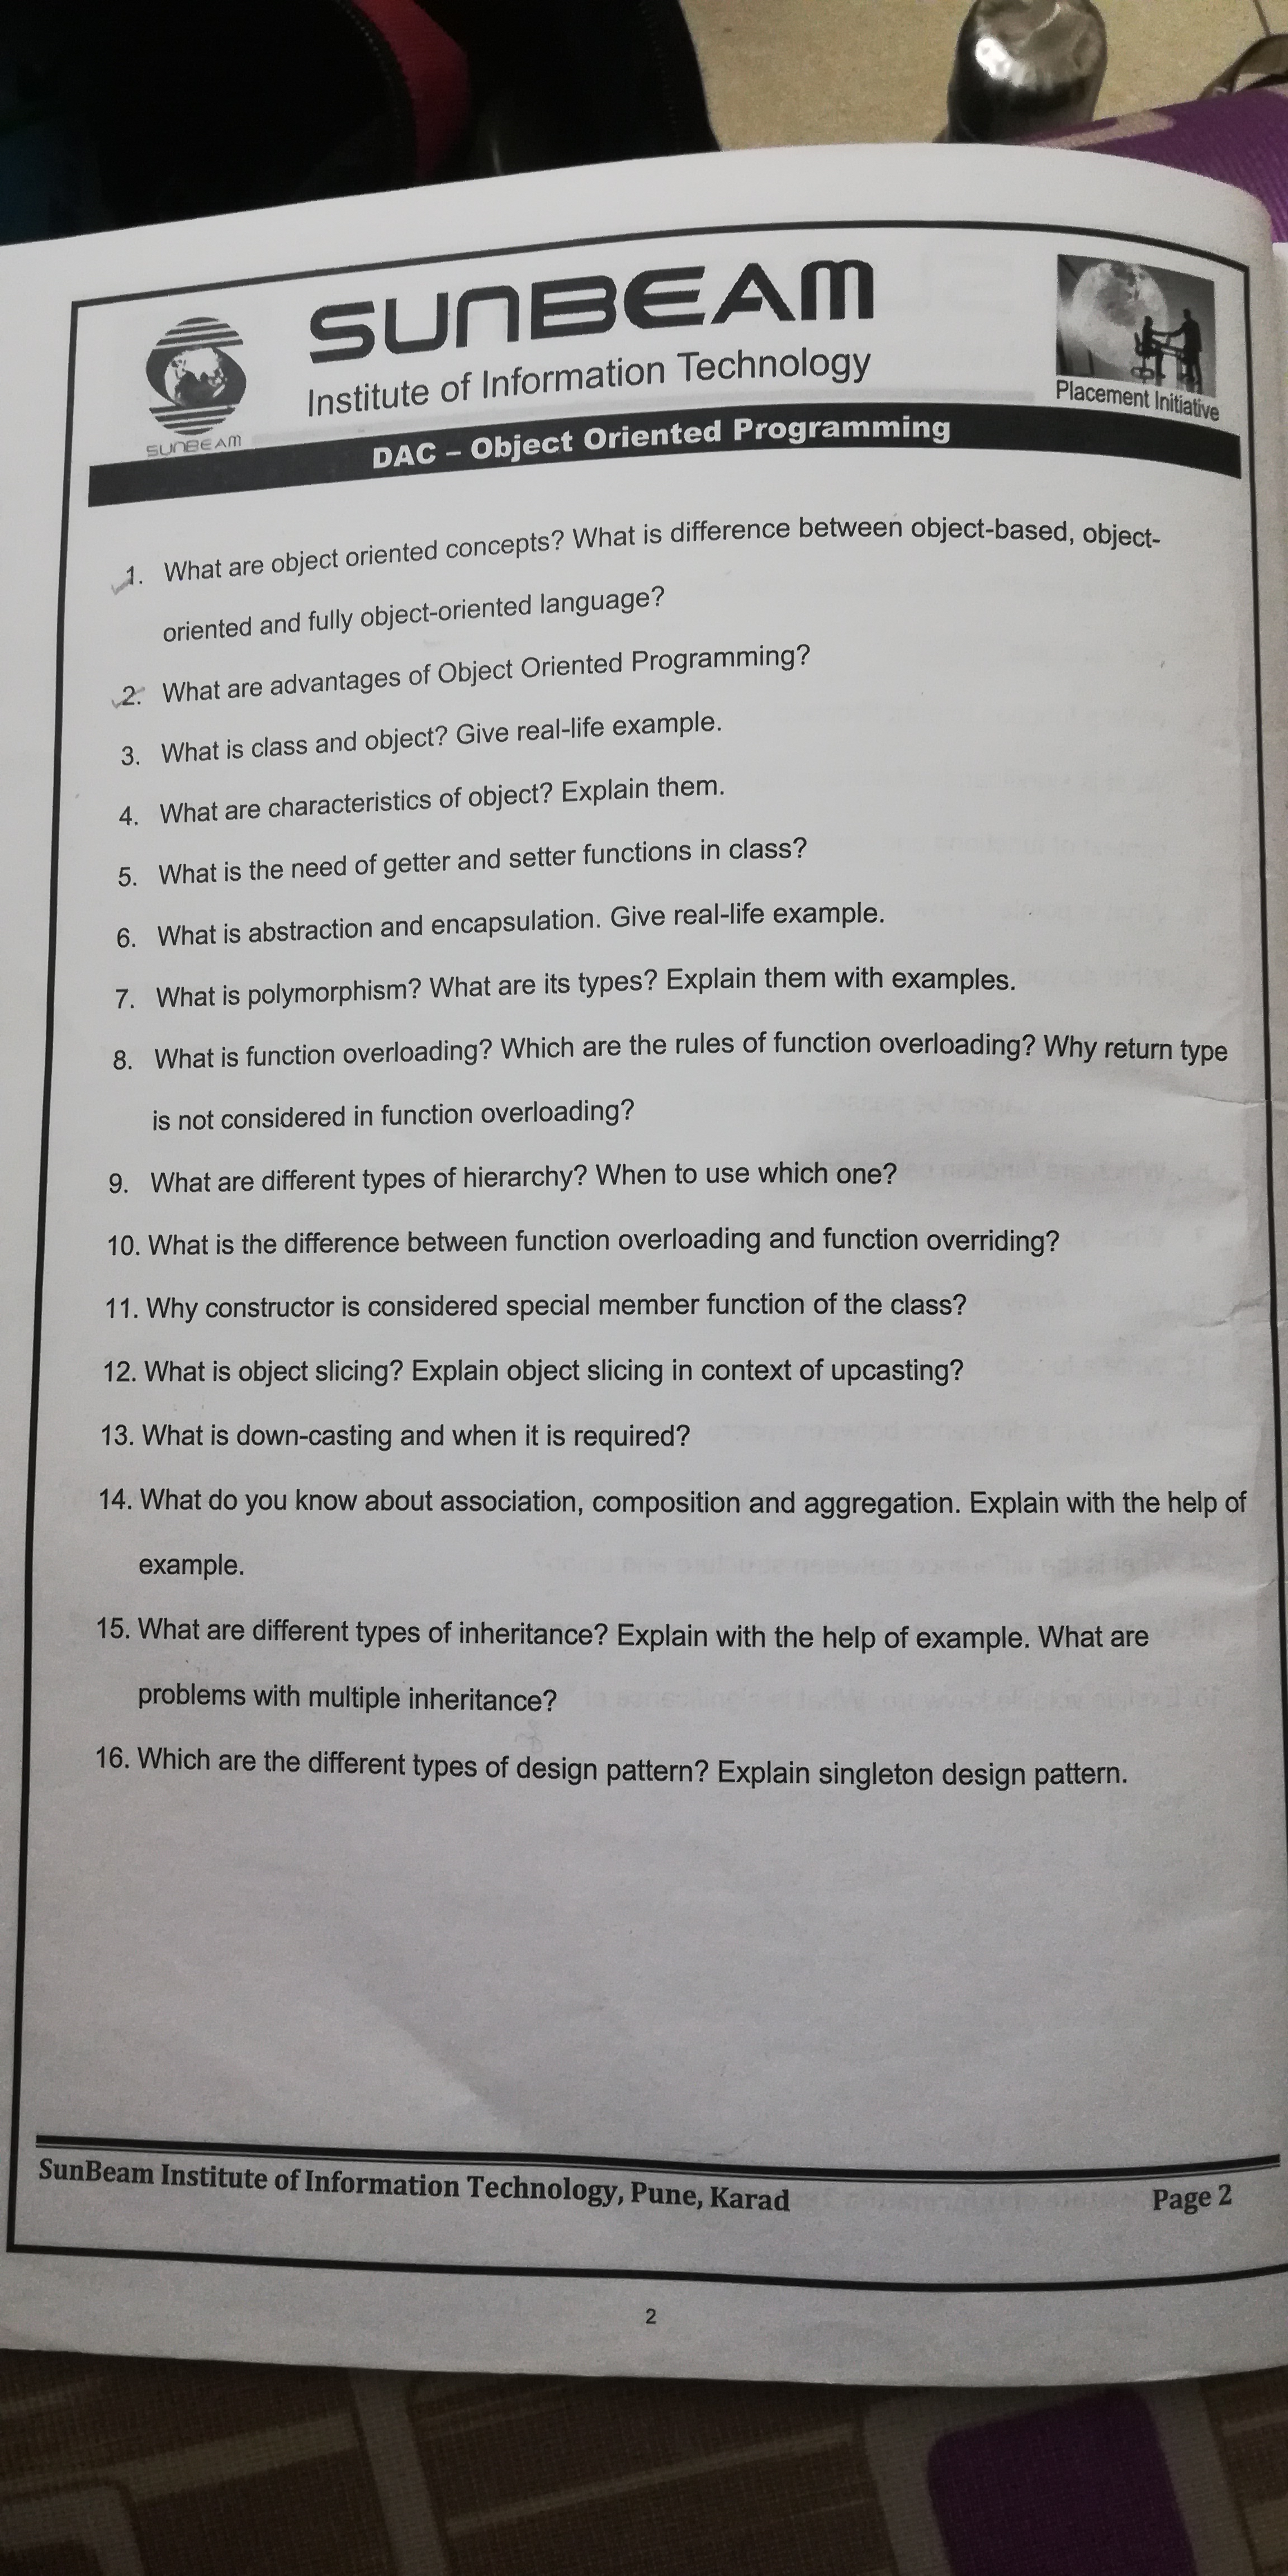 SUNBEAM
Institute of Information Technology
SUNBEAM
Placement Initiative
DAC – Object Oriented Programming
1. What are object oriented concepts? What is difference between object-based, object-
oriented and fully object-oriented language?
2. What are advantages of Object Oriented Programming?
3. What is class and object? Give real-life example.
4. What are characteristics of object? Explain them.
5. What is the need of getter and setter functions in class?
6. What is abstraction and encapsulation. Give real-life example.
7. What is polymorphism? What are its types? Explain them with examples.
8. What is function overloading? Which are the rules of function overloading? Why return type
is not considered in function overloading?
9. What are different types of hierarchy? When to use which one?
10. What is the difference between function overloading and function overriding?
11. Why constructor is considered special member function of the class?
12. What is object slicing? Explain object slicing in context of upcasting?
13. What is down-casting and when it is required?
14. What do you know about association, composition and aggregation. Explain with the help of
example.
15. What are different types of inheritance? Explain with the help of example. What are
problems with multiple inheritance?
16. Which are the different types of design pattern? Explain singleton design pattern.
SunBeam Institute of Information Technology, Pune, Karad
Page 2
2